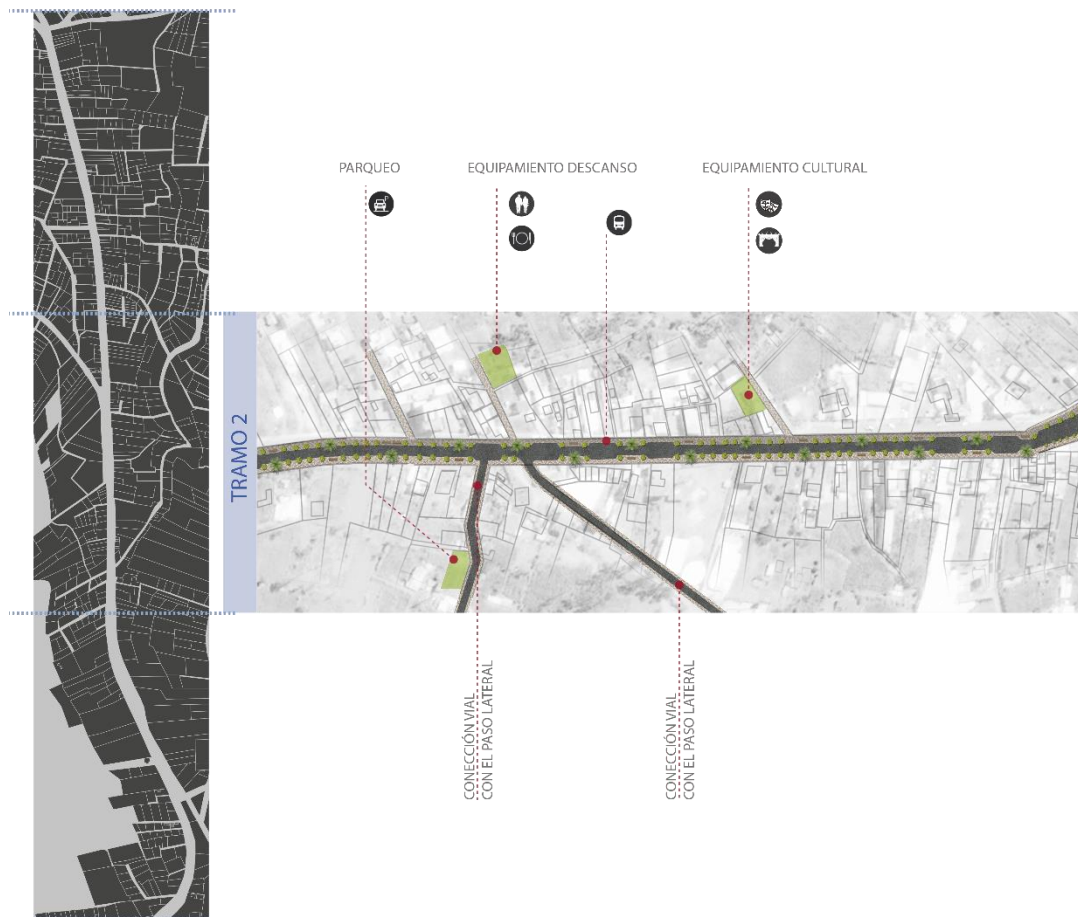 PARQUEO
EQUIPAMIENTO DESCANSO
EQUIPAMIENTO CULTURAL
P
TRAMO 2
CONECCIÓN VIAL
CON EL PASO LATERAL
CONECCIÓN VIAL
CON EL PASO LATERAL